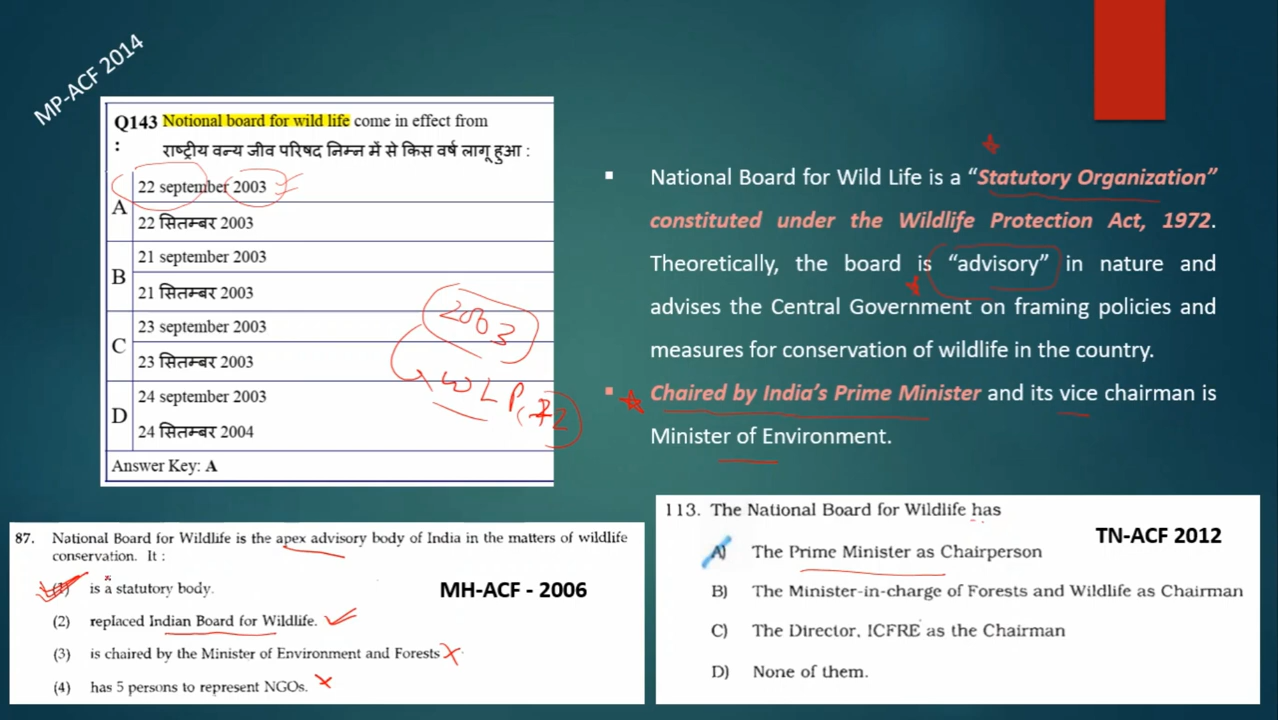 MP-ACF 2014
Q143 Notional board for wild life come in effect from
: राष्ट्रीय वन्य जीव परिषद निम्न में से किस वर्ष लागू हुआ :
A
22 september 2003
22 सितम्बर 2003
B
21 september 2003
21 सितम्बर 2003
C
23 september 2003
23 सितम्बर 2003
D
24 september 2003
24 सितम्बर 2004
Answer Key: A
2003
WLP(72
▪ National Board for Wild Life is a “Statutory Organization”
constituted under the Wildlife Protection Act, 1972.
Theoretically, the board is “advisory” in nature and
advises the Central Government on framing policies and
measures for conservation of wildlife in the country.
▪ Chaired by India’s Prime Minister and its vice chairman is
Minister of Environment.
87. National Board for Wildlife is the apex advisory body of India in the matters of wildlife
conservation. It :
(1) is a statutory body.
(2) replaced Indian Board for Wildlife.
(3) is chaired by the Minister of Environment and Forests
(4) has 5 persons to represent NGOs.
MH-ACF - 2006
113. The National Board for Wildlife has
A) The Prime Minister as Chairperson
B) The Minister-in-charge of Forests and Wildlife as Chairman
C) The Director, ICFRE as the Chairman
D) None of them.
TN-ACF 2012